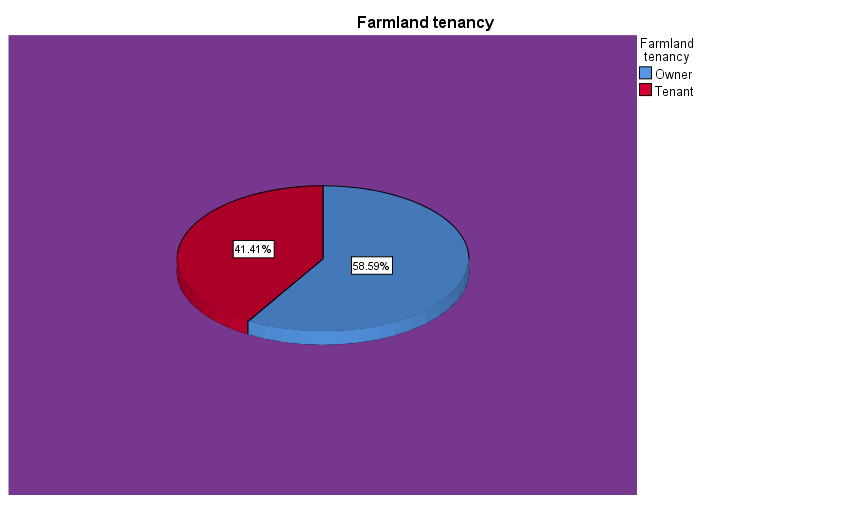 Farmland tenancy
Farmland
tenancy
Owner
Tenant
41.41%
58.59%